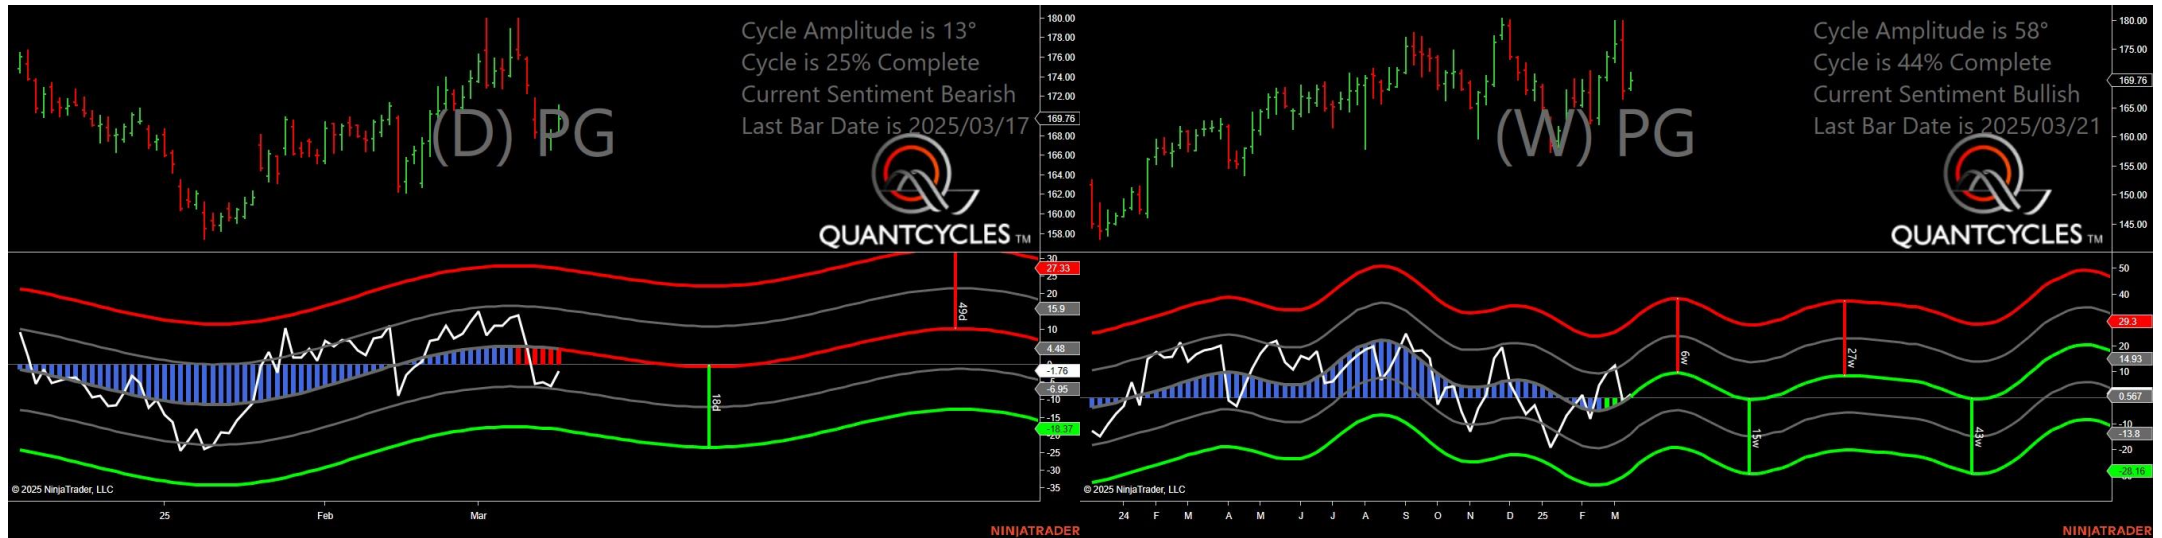 Cycle Amplitude is 13°
Cycle is 25% Complete
Current Sentiment Bearish
Last Bar Date is 2025/03/17
(D) PG
QUANTCYCLES TM
180.00
178.00
176.00
174.00
172.00
169.76
168.00
166.00
164.00
162.00
160.00
158.00
30
27.33
25
20
15.9
10
4.48
0
-1.76
-6.95
-10
-15
-18.37
-20
-25
-30
-35
49d
18d
© 2025 NinjaTrader, LLC
25 Feb Mar
NINJATRADER
Cycle Amplitude is 58°
Cycle is 44% Complete
Current Sentiment Bullish
Last Bar Date is 2025/03/21
(W) PG
QUANTCYCLES TM
180.00
175.00
169.76
165.00
160.00
155.00
150.00
145.00
50
40
29.3
20
14.93
10
0.567
-10
-13.8
-20
-28.16
6w
27w
15w
43w
© 2025 NinjaTrader, LLC
24 F M A M J J A S O N D 25 F M
NINJATRADER